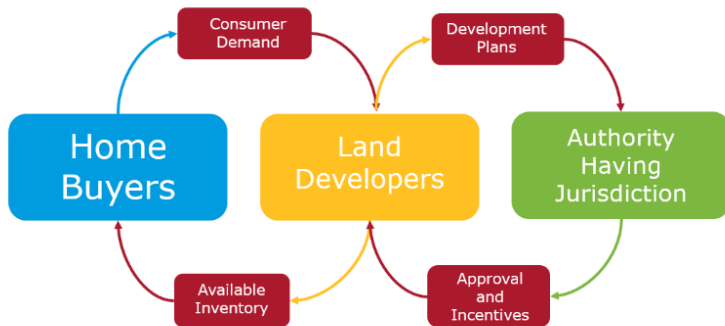 Consumer
Demand
Development
Plans
Home
Buyers
Land
Developers
Authority
Having
Jurisdiction
Available
Inventory
Approval
and
Incentives